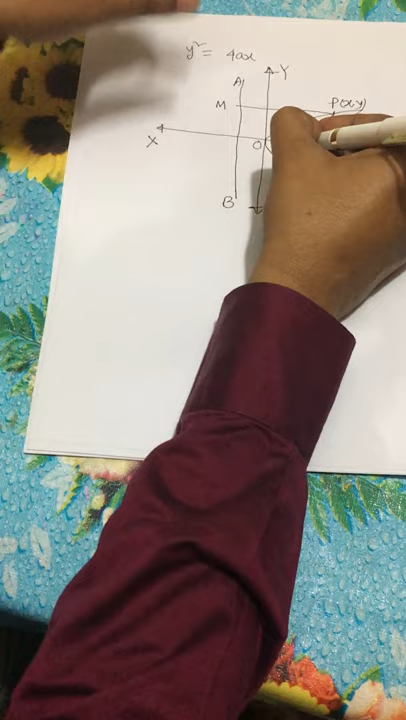 y² = 4ax
A
Y
M
P(x,y)
X
O
B